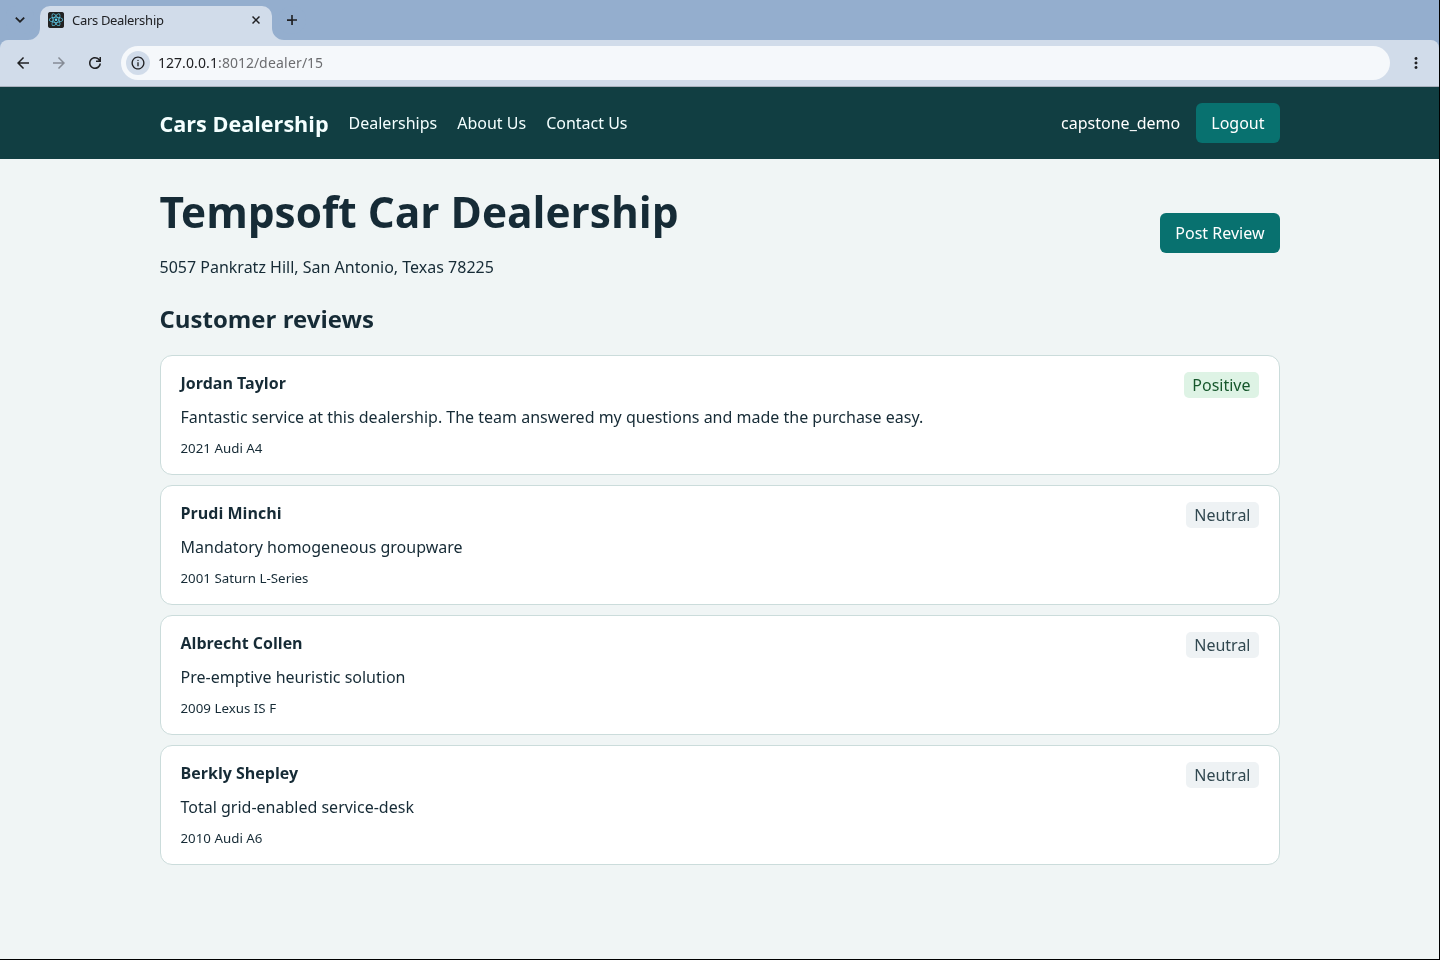 Cars Dealership
127.0.0.1:8012/dealer/15
Cars Dealership Dealerships About Us Contact Us capstone_demo Logout
Tempsoft Car Dealership
Post Review
5057 Pankratz Hill, San Antonio, Texas 78225
Customer reviews
Jordan Taylor Positive
Fantastic service at this dealership. The team answered my questions and made the purchase easy.
2021 Audi A4
Prudi Minchi Neutral
Mandatory homogeneous groupware
2001 Saturn L-Series
Albrecht Collen Neutral
Pre-emptive heuristic solution
2009 Lexus IS F
Berkly Shepley Neutral
Total grid-enabled service-desk
2010 Audi A6